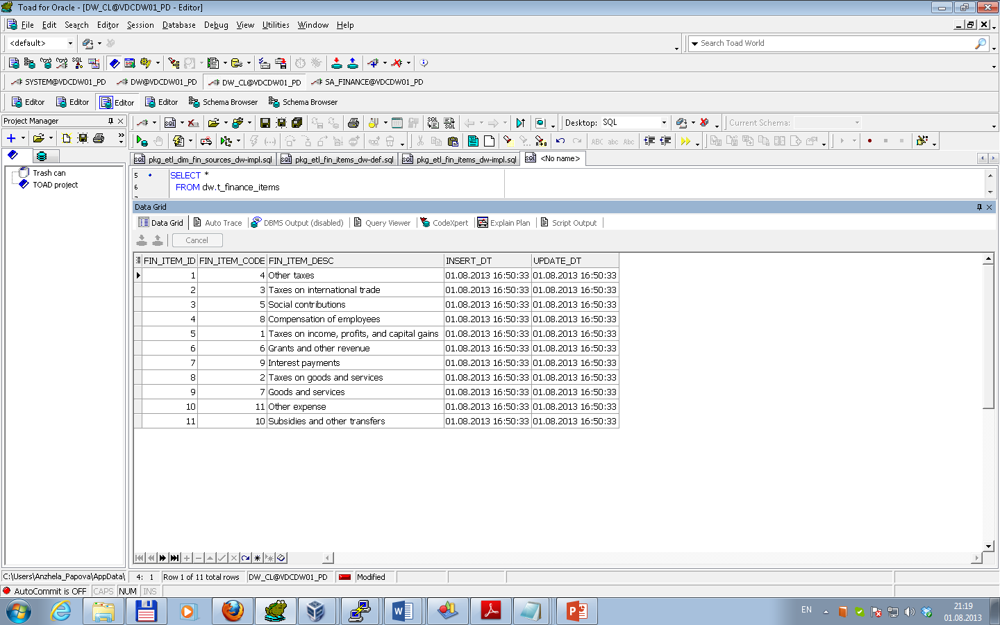 Toad for Oracle - [DW_CL@VDCDW01_PD - Editor]
File Edit Search Editor Session Database Debug View Utilities Window Help
<default> Search Toad World
SQL
SYSTEM@VDCDW01_PD DW@VDCDW01_PD DW_CL@VDCDW01_PD SA_FINANCE@VDCDW01_PD
Editor Editor Editor Editor Schema Browser Schema Browser
Project Manager
SQL SQL SQL Desktop: SQL Current Schema:
ABC abc Abc
pkg_etl_dim_fin_sources_dw-impl.sql pkg_etl_fin_items_dw-def.sql pkg_etl_fin_items_dw-impl.sql <No name>
Trash can
TOAD project
5 SELECT *
6 FROM dw.t_finance_items
Data Grid
Data Grid Auto Trace DBMS Output (disabled) Query Viewer CodeXpert Explain Plan Script Output
Cancel
FIN_ITEM_ID FIN_ITEM_CODE FIN_ITEM_DESC INSERT_DT UPDATE_DT
1 4 Other taxes 01.08.2013 16:50:33 01.08.2013 16:50:33
2 3 Taxes on international trade 01.08.2013 16:50:33 01.08.2013 16:50:33
3 5 Social contributions 01.08.2013 16:50:33 01.08.2013 16:50:33
4 8 Compensation of employees 01.08.2013 16:50:33 01.08.2013 16:50:33
5 1 Taxes on income, profits, and capital gains 01.08.2013 16:50:33 01.08.2013 16:50:33
6 6 Grants and other revenue 01.08.2013 16:50:33 01.08.2013 16:50:33
7 9 Interest payments 01.08.2013 16:50:33 01.08.2013 16:50:33
8 2 Taxes on goods and services 01.08.2013 16:50:33 01.08.2013 16:50:33
9 7 Goods and services 01.08.2013 16:50:33 01.08.2013 16:50:33
10 11 Other expense 01.08.2013 16:50:33 01.08.2013 16:50:33
11 10 Subsidies and other transfers 01.08.2013 16:50:33 01.08.2013 16:50:33
C:\Users\Anzhela_Papova\AppData\ 4: 1 Row 1 of 11 total rows DW_CL@VDCDW01_PD Modified
AutoCommit is OFF CAPS NUM INS
EN 21:19
01.08.2013